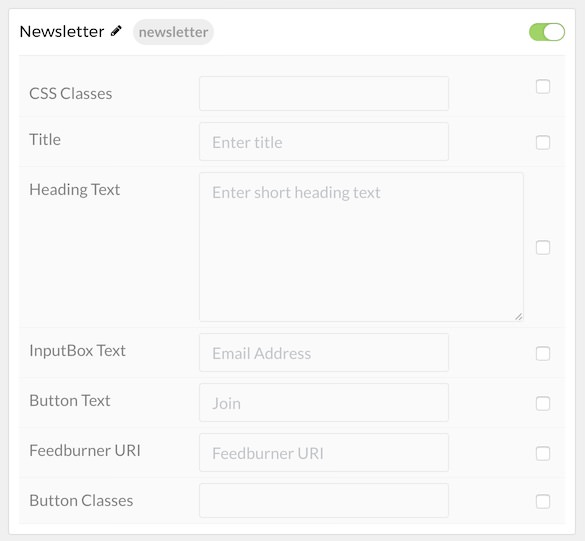 Newsletter newsletter
CSS Classes
Title Enter title
Heading Text Enter short heading text
InputBox Text Email Address
Button Text Join
Feedburner URI Feedburner URI
Button Classes